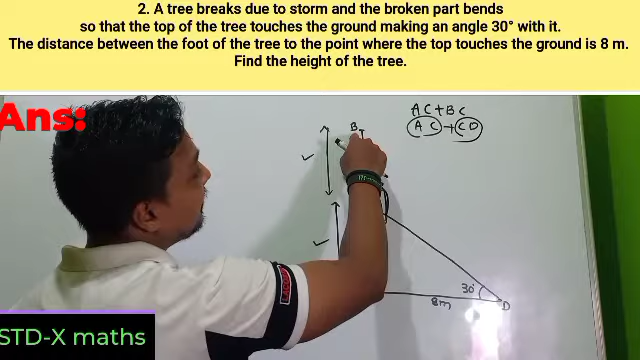 2. A tree breaks due to storm and the broken part bends
so that the top of the tree touches the ground making an angle 30° with it.
The distance between the foot of the tree to the point where the top touches the ground is 8 m.
Find the height of the tree.
Ans:
AC+BC
AC+CD
B
30°
8m
D
STD-X maths